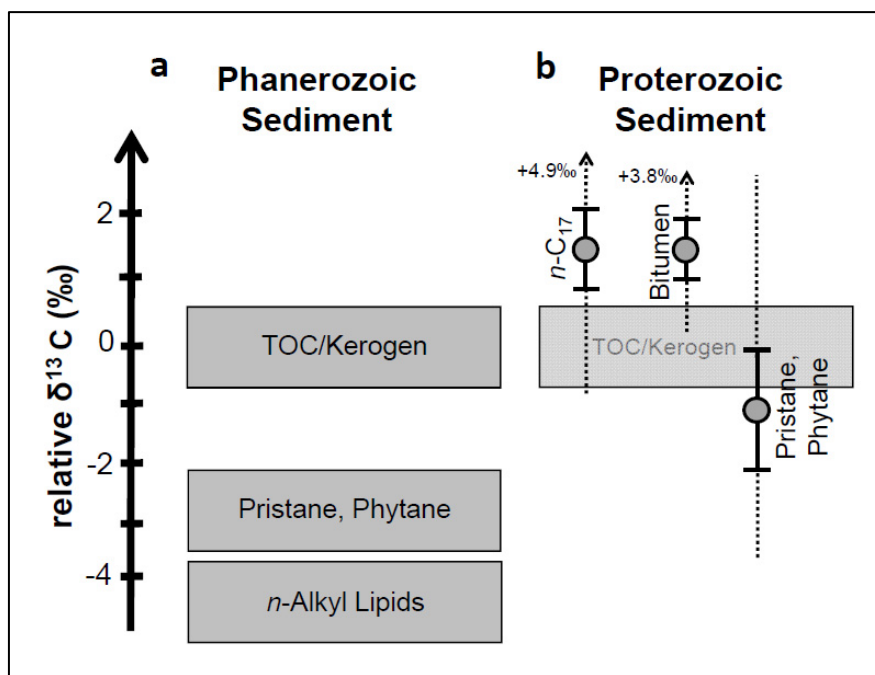 a
Phanerozoic
Sediment
b
Proterozoic
Sediment
relative δ¹³C (‰)
2
0
-2
-4
TOC/Kerogen
Pristane, Phytane
n-Alkyl Lipids
+4.9‰
+3.8‰
n-C₁₇
Bitumen
TOC/Kerogen
Pristane,
Phytane